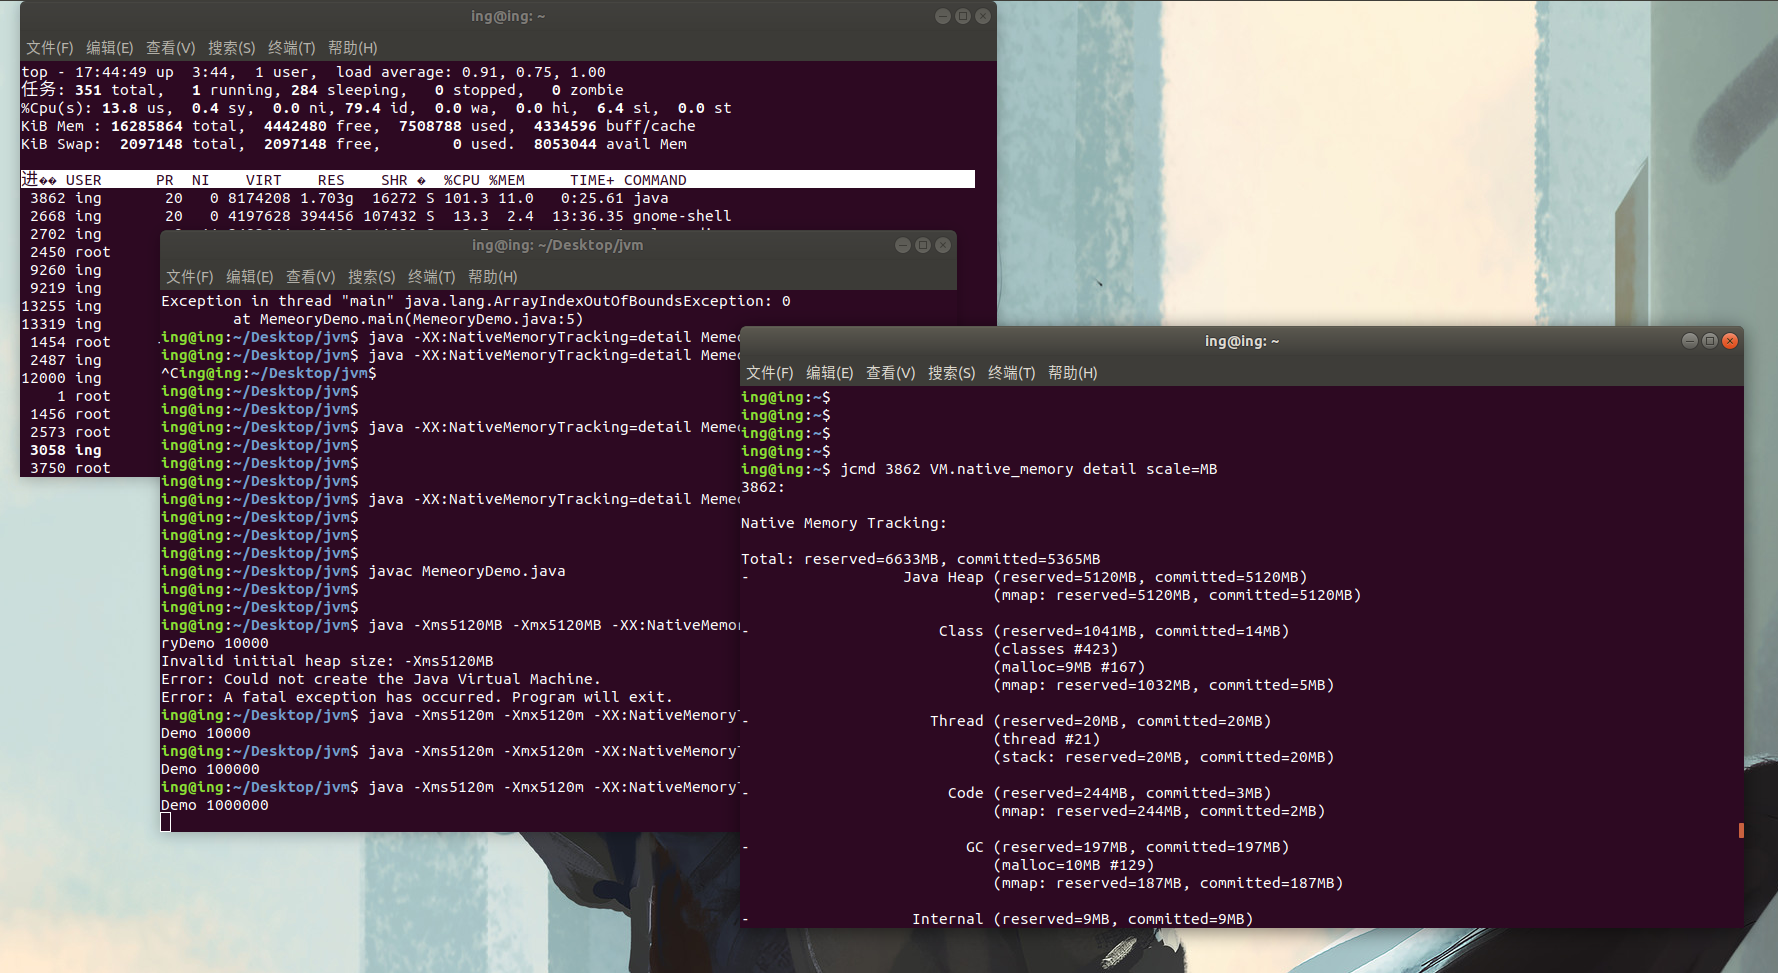 ing@ing: ~
文件(F) 编辑(E) 查看(V) 搜索(S) 终端(T) 帮助(H)
top - 17:44:49 up  3:44,  1 user,  load average: 0.91, 0.75, 1.00
任务: 351 total,   1 running, 284 sleeping,   0 stopped,   0 zombie
%Cpu(s): 13.8 us,  0.4 sy,  0.0 ni, 79.4 id,  0.0 wa,  0.0 hi,  6.4 si,  0.0 st
KiB Mem : 16285864 total,  4442480 free,  7508788 used,  4334596 buff/cache
KiB Swap:  2097148 total,  2097148 free,        0 used.  8053044 avail Mem
进�� USER      PR  NI    VIRT    RES    SHR �  %CPU %MEM     TIME+ COMMAND
3862 ing       20   0 8174208 1.703g  16272 S 101.3 11.0   0:25.61 java
2668 ing       20   0 4197628 394456 107432 S  13.3  2.4  13:36.35 gnome-shell
2702 ing
2450 root
9260 ing
9219 ing
13255 ing
13319 ing
1454 root
2487 ing
12000 ing
1 root
1456 root
2573 root
3058 ing
3750 root
ing@ing: ~/Desktop/jvm
文件(F) 编辑(E) 查看(V) 搜索(S) 终端(T) 帮助(H)
Exception in thread "main" java.lang.ArrayIndexOutOfBoundsException: 0
        at MemeoryDemo.main(MemeoryDemo.java:5)
ing@ing:~/Desktop/jvm$ java -XX:NativeMemoryTracking=detail Memeo
ing@ing:~/Desktop/jvm$ java -XX:NativeMemoryTracking=detail Memeo
^Cing@ing:~/Desktop/jvm$
ing@ing:~/Desktop/jvm$
ing@ing:~/Desktop/jvm$
ing@ing:~/Desktop/jvm$ java -XX:NativeMemoryTracking=detail Memeo
ing@ing:~/Desktop/jvm$
ing@ing:~/Desktop/jvm$
ing@ing:~/Desktop/jvm$
ing@ing:~/Desktop/jvm$ java -XX:NativeMemoryTracking=detail Memeo
ing@ing:~/Desktop/jvm$
ing@ing:~/Desktop/jvm$
ing@ing:~/Desktop/jvm$
ing@ing:~/Desktop/jvm$ javac MemeoryDemo.java
ing@ing:~/Desktop/jvm$
ing@ing:~/Desktop/jvm$
ing@ing:~/Desktop/jvm$ java -Xms5120MB -Xmx5120MB -XX:NativeMemor
ryDemo 10000
Invalid initial heap size: -Xms5120MB
Error: Could not create the Java Virtual Machine.
Error: A fatal exception has occurred. Program will exit.
ing@ing:~/Desktop/jvm$ java -Xms5120m -Xmx5120m -XX:NativeMemoryT
Demo 10000
ing@ing:~/Desktop/jvm$ java -Xms5120m -Xmx5120m -XX:NativeMemoryT
Demo 100000
ing@ing:~/Desktop/jvm$ java -Xms5120m -Xmx5120m -XX:NativeMemoryT
Demo 1000000
ing@ing: ~
文件(F) 编辑(E) 查看(V) 搜索(S) 终端(T) 帮助(H)
ing@ing:~$
ing@ing:~$
ing@ing:~$
ing@ing:~$
ing@ing:~$ jcmd 3862 VM.native_memory detail scale=MB
3862:
Native Memory Tracking:
Total: reserved=6633MB, committed=5365MB
-                 Java Heap (reserved=5120MB, committed=5120MB)
                            (mmap: reserved=5120MB, committed=5120MB)
-                     Class (reserved=1041MB, committed=14MB)
                            (classes #423)
                            (malloc=9MB #167)
                            (mmap: reserved=1032MB, committed=5MB)
-                    Thread (reserved=20MB, committed=20MB)
                            (thread #21)
                            (stack: reserved=20MB, committed=20MB)
-                      Code (reserved=244MB, committed=3MB)
                            (mmap: reserved=244MB, committed=2MB)
-                        GC (reserved=197MB, committed=197MB)
                            (malloc=10MB #129)
                            (mmap: reserved=187MB, committed=187MB)
-                  Internal (reserved=9MB, committed=9MB)